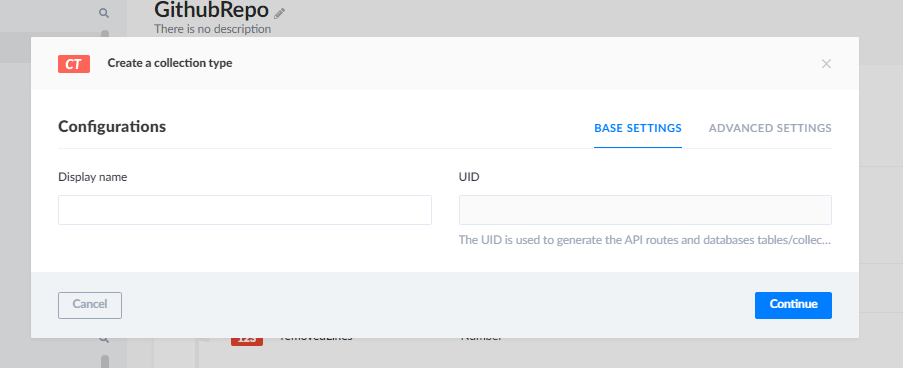 GithubRepo
There is no description
CT Create a collection type
Configurations
BASE SETTINGS ADVANCED SETTINGS
Display name
UID
The UID is used to generate the API routes and databases tables/collec...
Cancel
Continue
123 removedLines Number